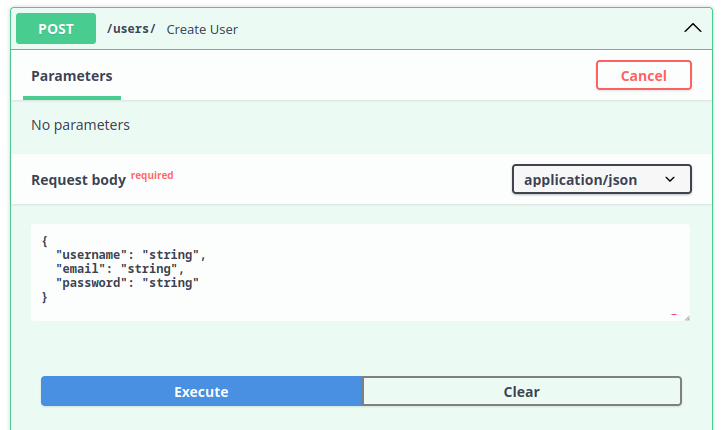 POST /users/ Create User
Parameters Cancel
No parameters
Request body required application/json
{
  "username": "string",
  "email": "string",
  "password": "string"
}
Execute Clear